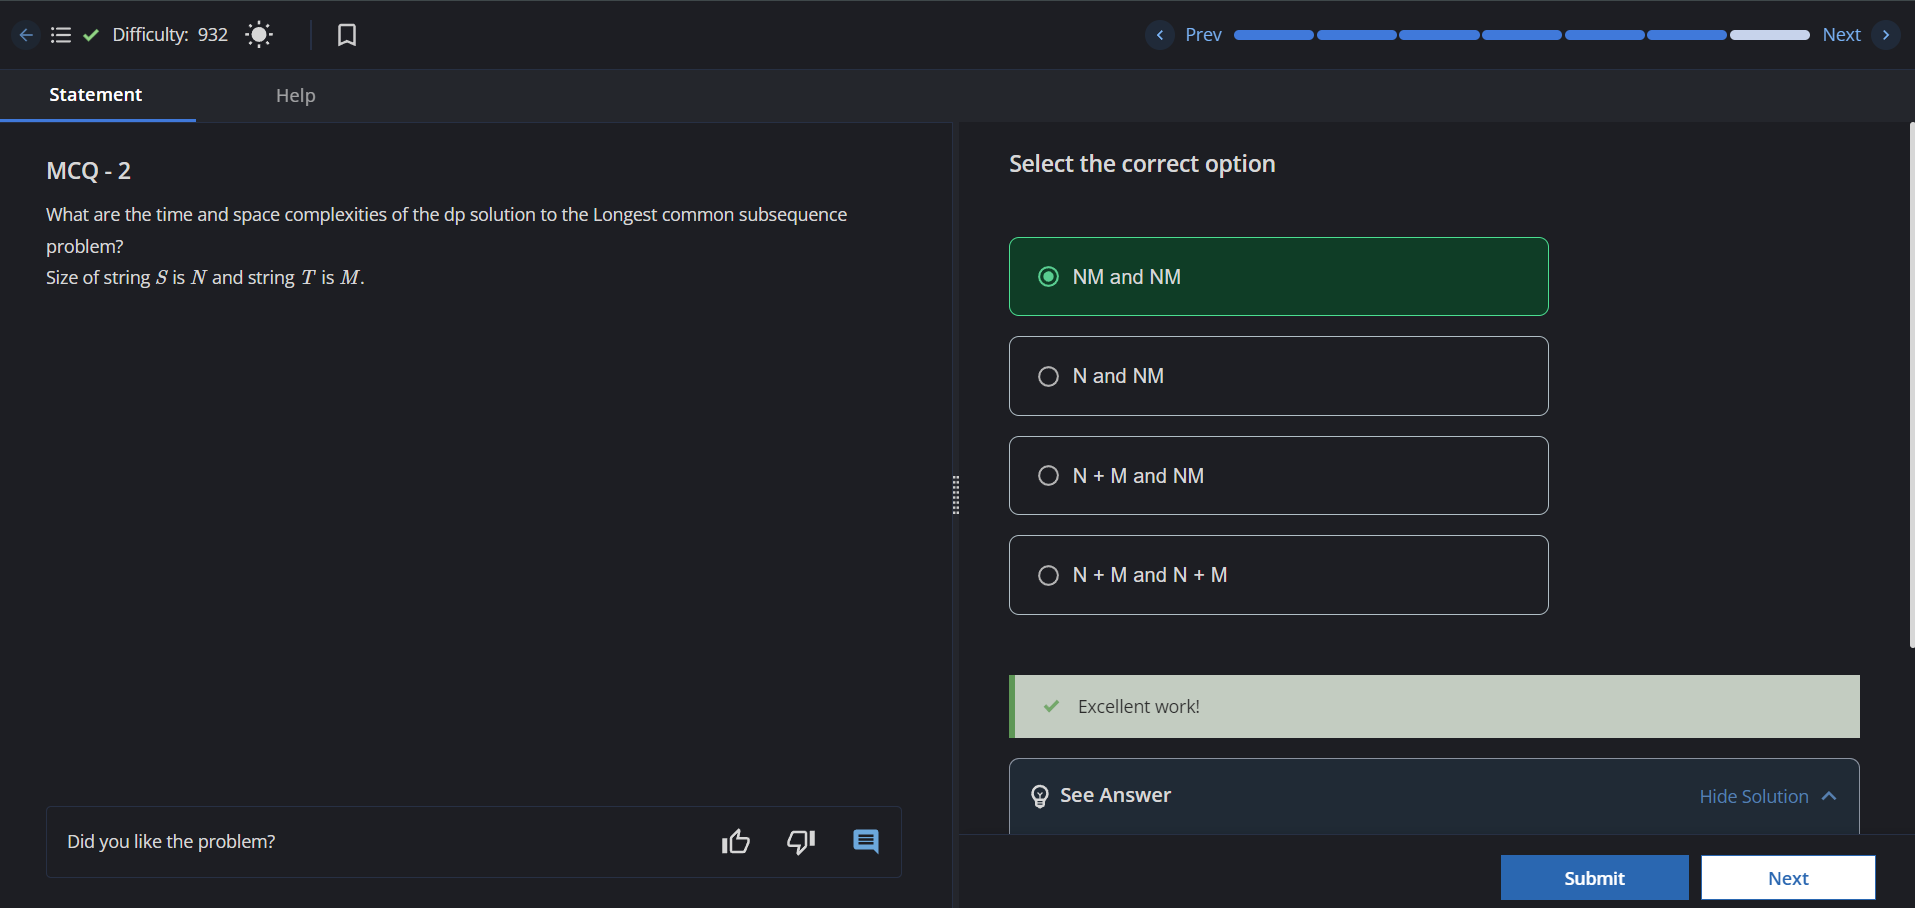 Difficulty: 932
Prev
Next
Statement
Help
MCQ - 2
What are the time and space complexities of the dp solution to the Longest common subsequence
problem?
Size of string S is N and string T is M.
Did you like the problem?
Select the correct option
NM and NM
N and NM
N + M and NM
N + M and N + M
Excellent work!
See Answer
Hide Solution
Submit
Next